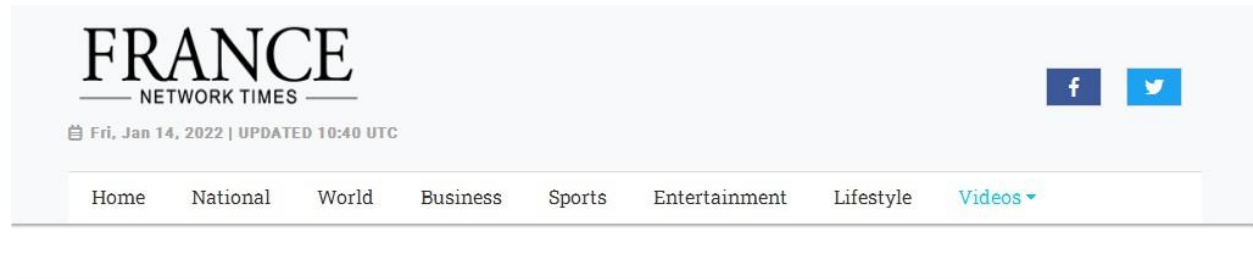 FRANCE
NETWORK TIMES
Fri, Jan 14, 2022 | UPDATED 10:40 UTC
Home National World Business Sports Entertainment Lifestyle Videos